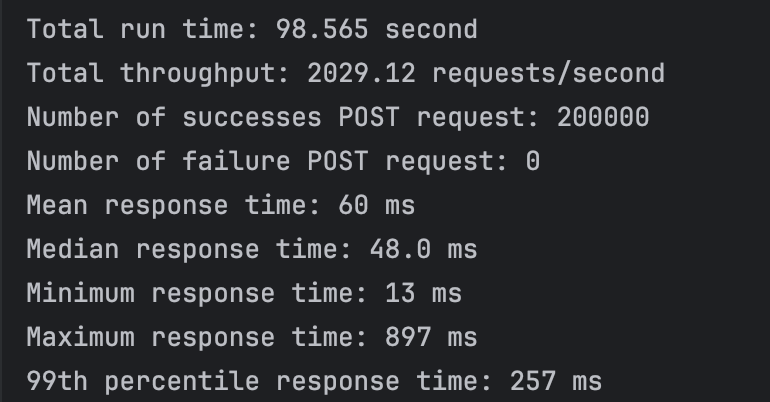 Total run time: 98.565 second
Total throughput: 2029.12 requests/second
Number of successes POST request: 200000
Number of failure POST request: 0
Mean response time: 60 ms
Median response time: 48.0 ms
Minimum response time: 13 ms
Maximum response time: 897 ms
99th percentile response time: 257 ms